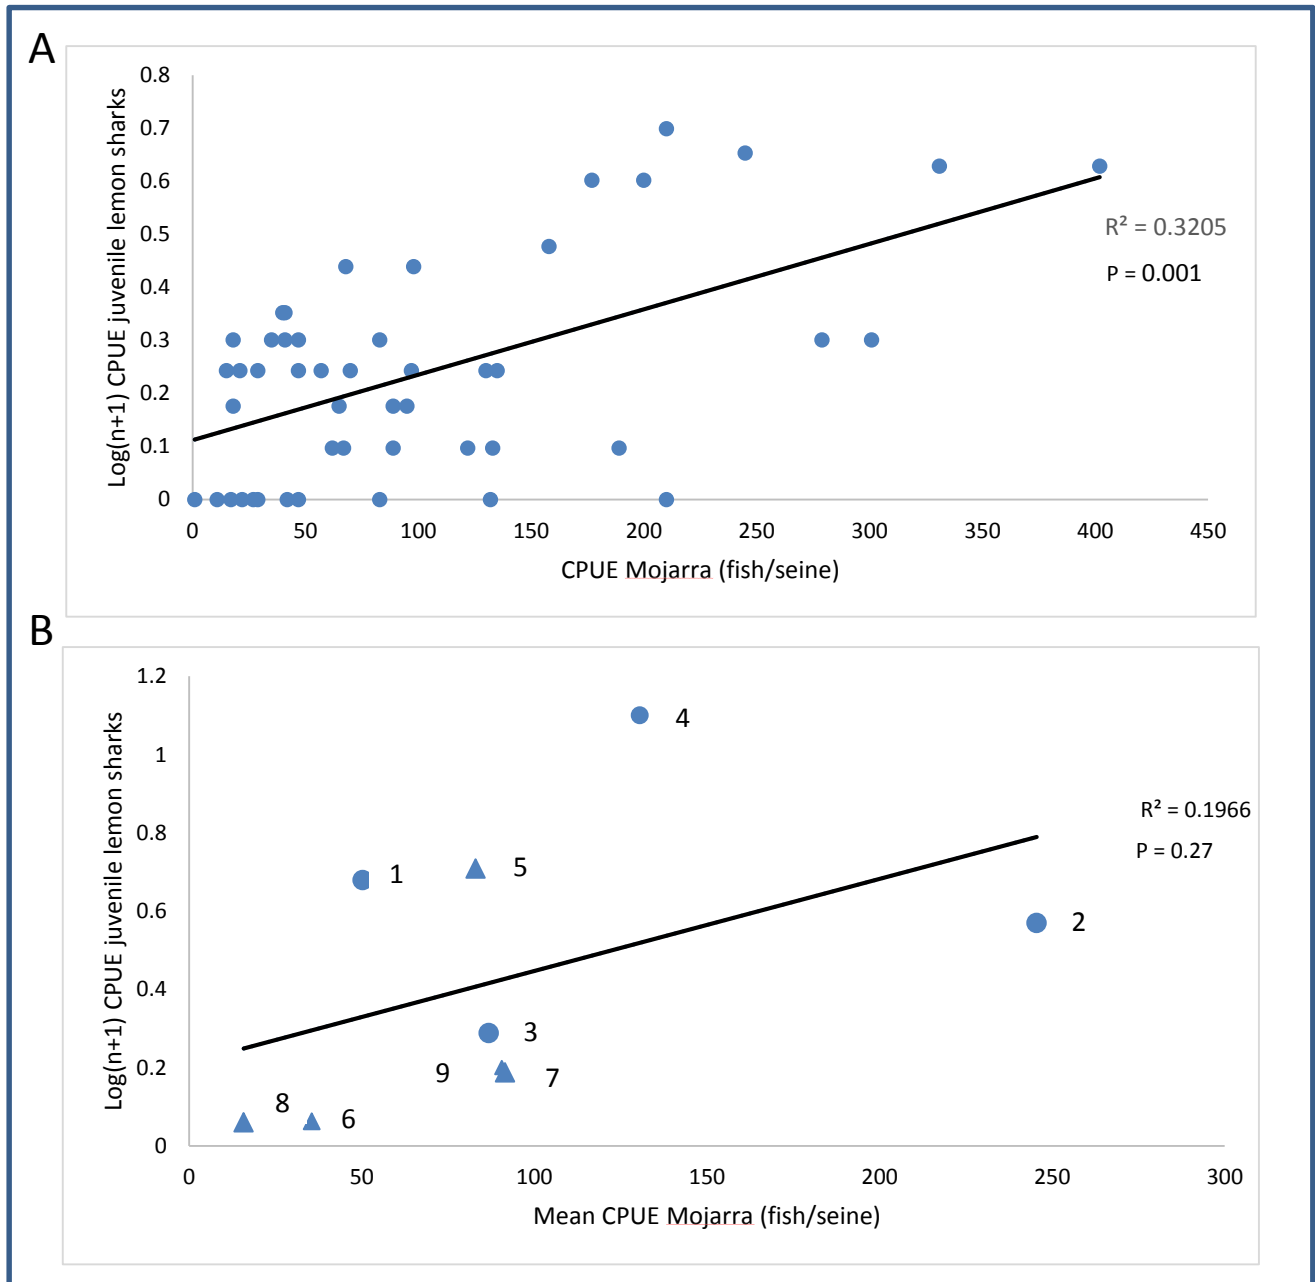 A
Log(n+1) CPUE juvenile lemon sharks
0.8
0.7
0.6
0.5
0.4
0.3
0.2
0.1
0
R² = 0.3205
P = 0.001
0 50 100 150 200 250 300 350 400 450
CPUE Mojarra (fish/seine)
B
Log(n+1) CPUE juvenile lemon sharks
1.2
1
0.8
0.6
0.4
0.2
0
4
R² = 0.1966
P = 0.27
1
5
2
3
9
7
8
6
0 50 100 150 200 250 300
Mean CPUE Mojarra (fish/seine)